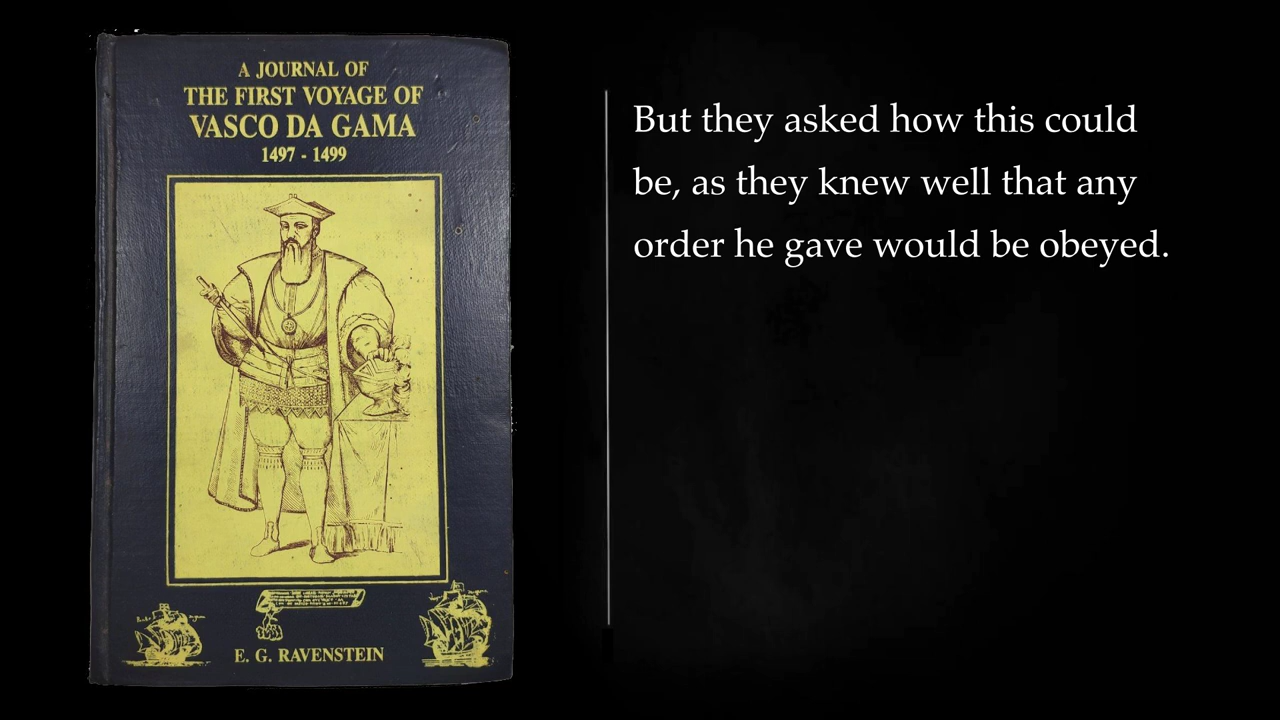 A JOURNAL OF
THE FIRST VOYAGE OF
VASCO DA GAMA
1497 - 1499
E. G. RAVENSTEIN
But they asked how this could
be, as they knew well that any
order he gave would be obeyed.